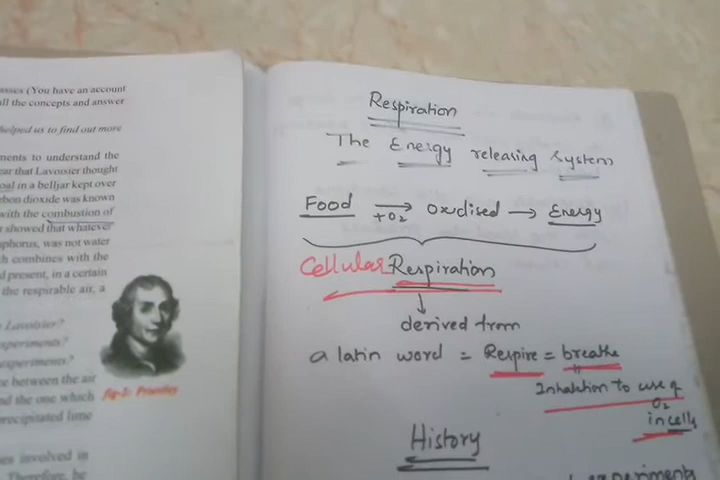 asses (You have an account
all the concepts and answer
helped us to find out more
ments to understand the
ear that Lavoisier thought
oal in a belljar kept over
rbon dioxide was known
with the combustion of
r showed that whatever
sphorus, was not water
h combines with the
d present, in a certain
the respirable air, a
Lavoisier?
xperiments?
experiments?
ce between the air
nd the one which
precipitated lime
es involved in
Therefore, be
fig-2: Priestley
Respiration
The Energy releasing System
Food +O2 → Oxidised → Energy
Cellular Respiration
↓
derived from
a latin word = Respire = breathe
Inhalation to use of
O2
in cells
History
experiments